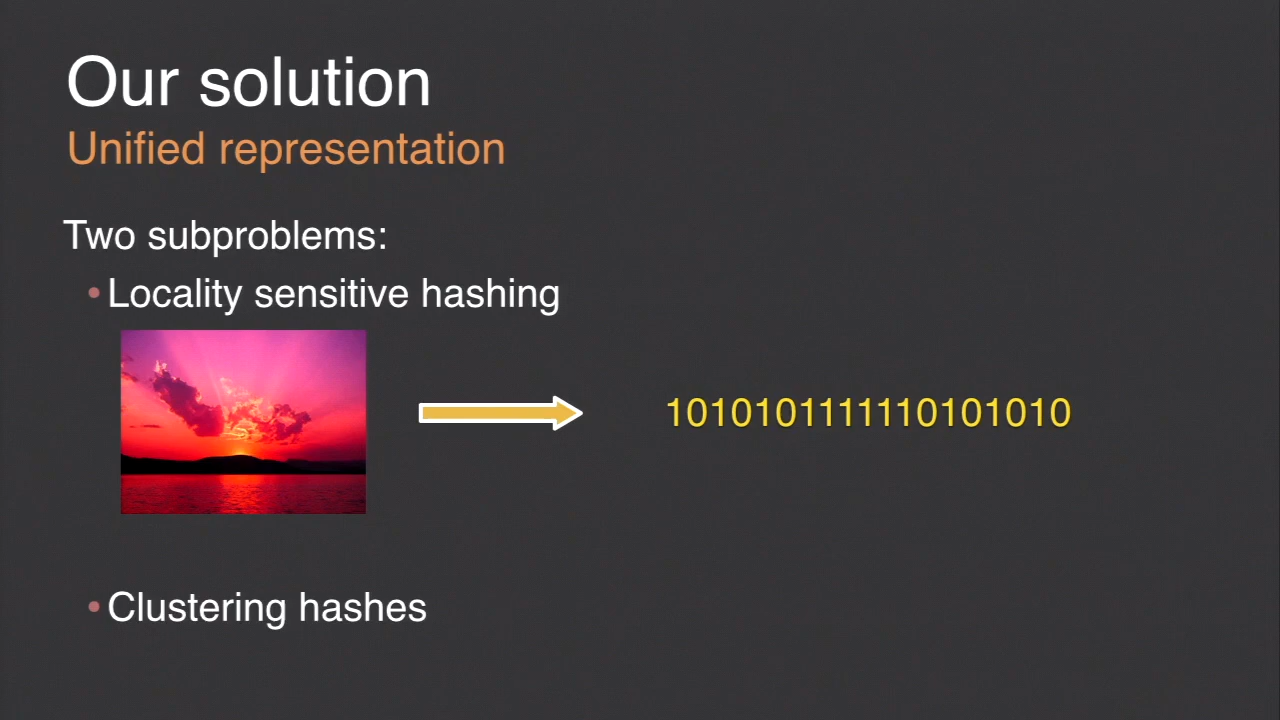 Our solution
Unified representation
Two subproblems:
• Locality sensitive hashing
1010101111110101010
• Clustering hashes